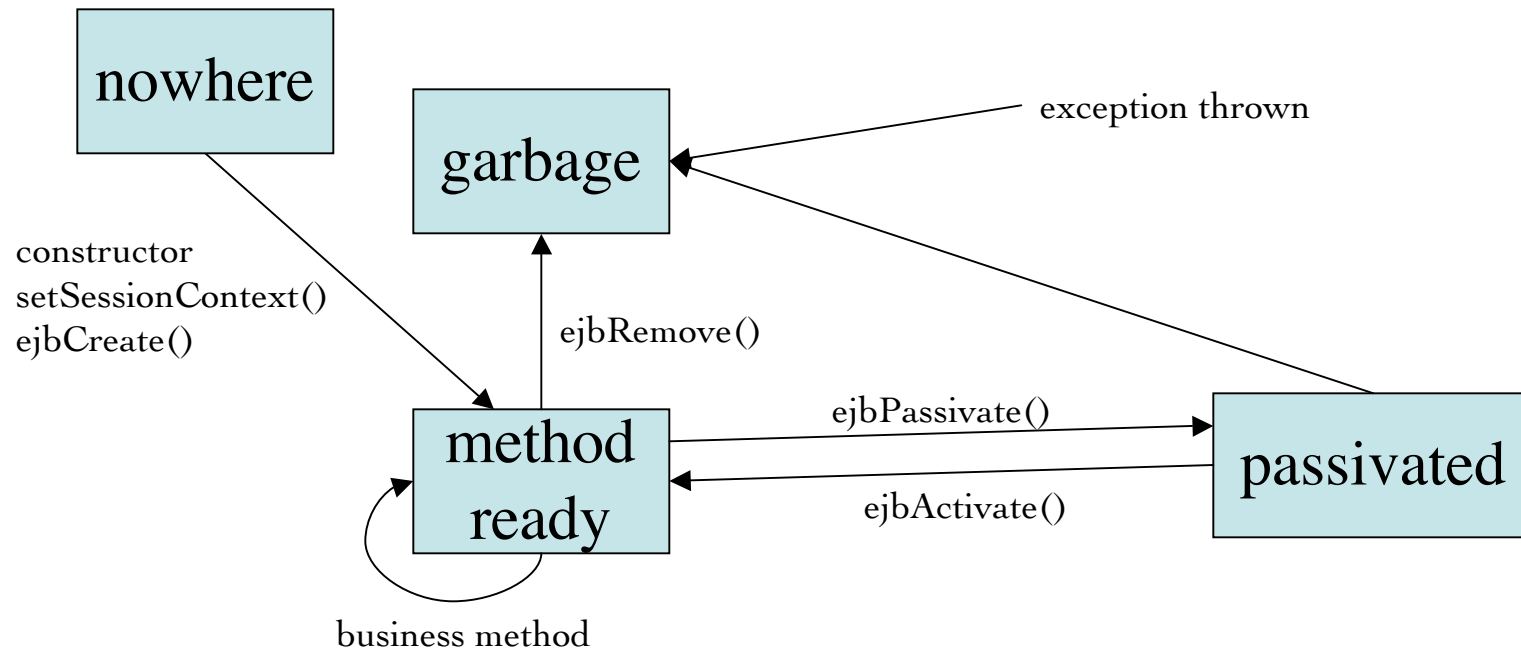 nowhere
garbage
exception thrown
constructor
setSessionContext()
ejbCreate()
ejbRemove()
ejbPassivate()
method
ready
passivated
ejbActivate()
business method